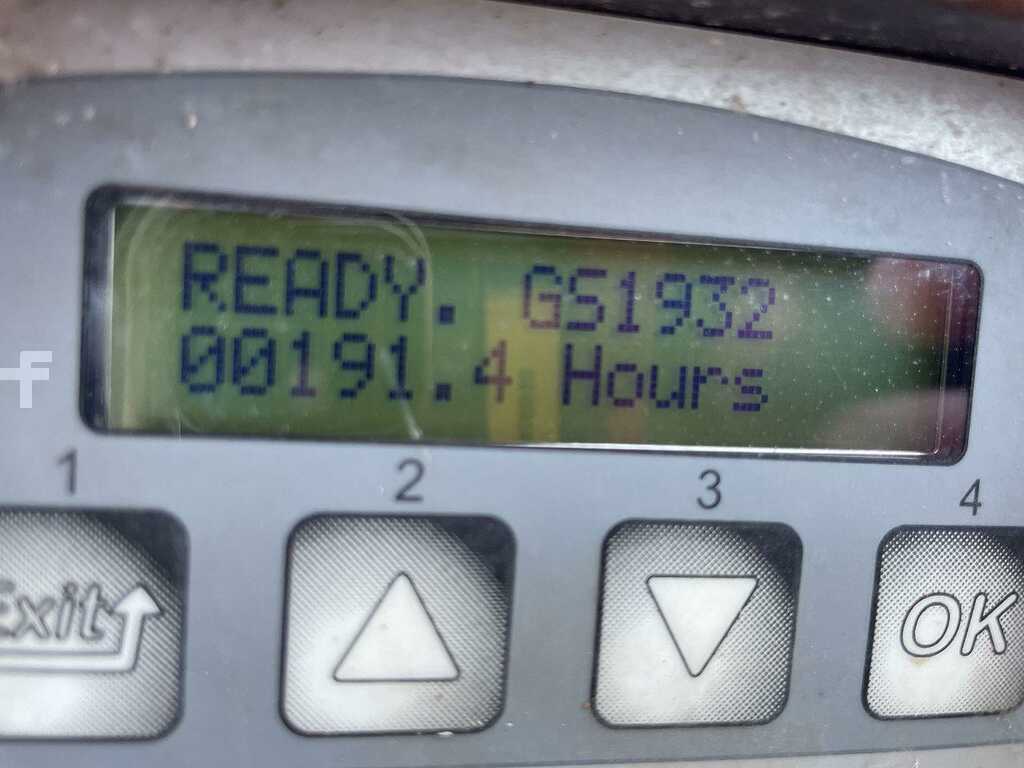 READY. GS1932
00191.4 Hours
1 2 3 4
Exit OK